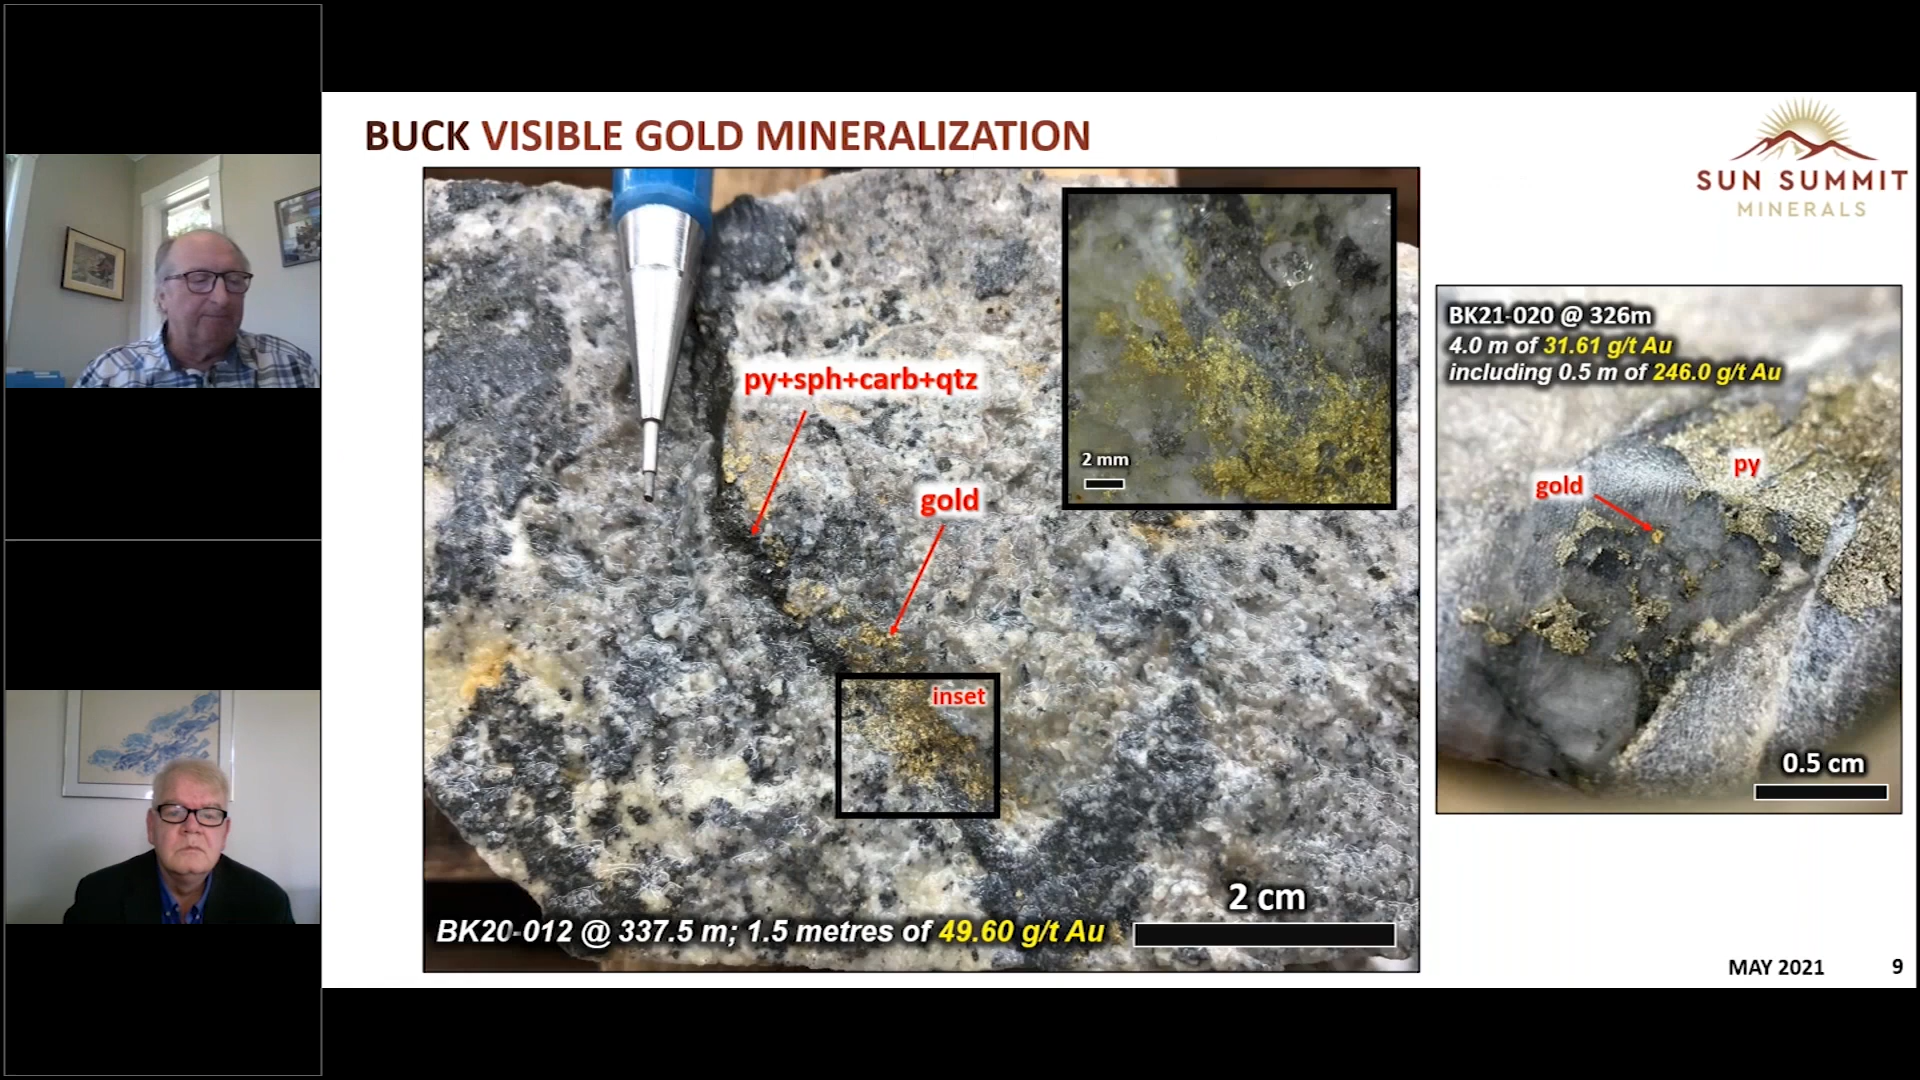 BUCK VISIBLE GOLD MINERALIZATION
SUN SUMMIT
MINERALS
py+sph+carb+qtz
gold
inset
2 mm
2 cm
BK20-012 @ 337.5 m; 1.5 metres of 49.60 g/t Au
BK21-020 @ 326m
4.0 m of 31.61 g/t Au
including 0.5 m of 246.0 g/t Au
gold
py
0.5 cm
MAY 2021
9